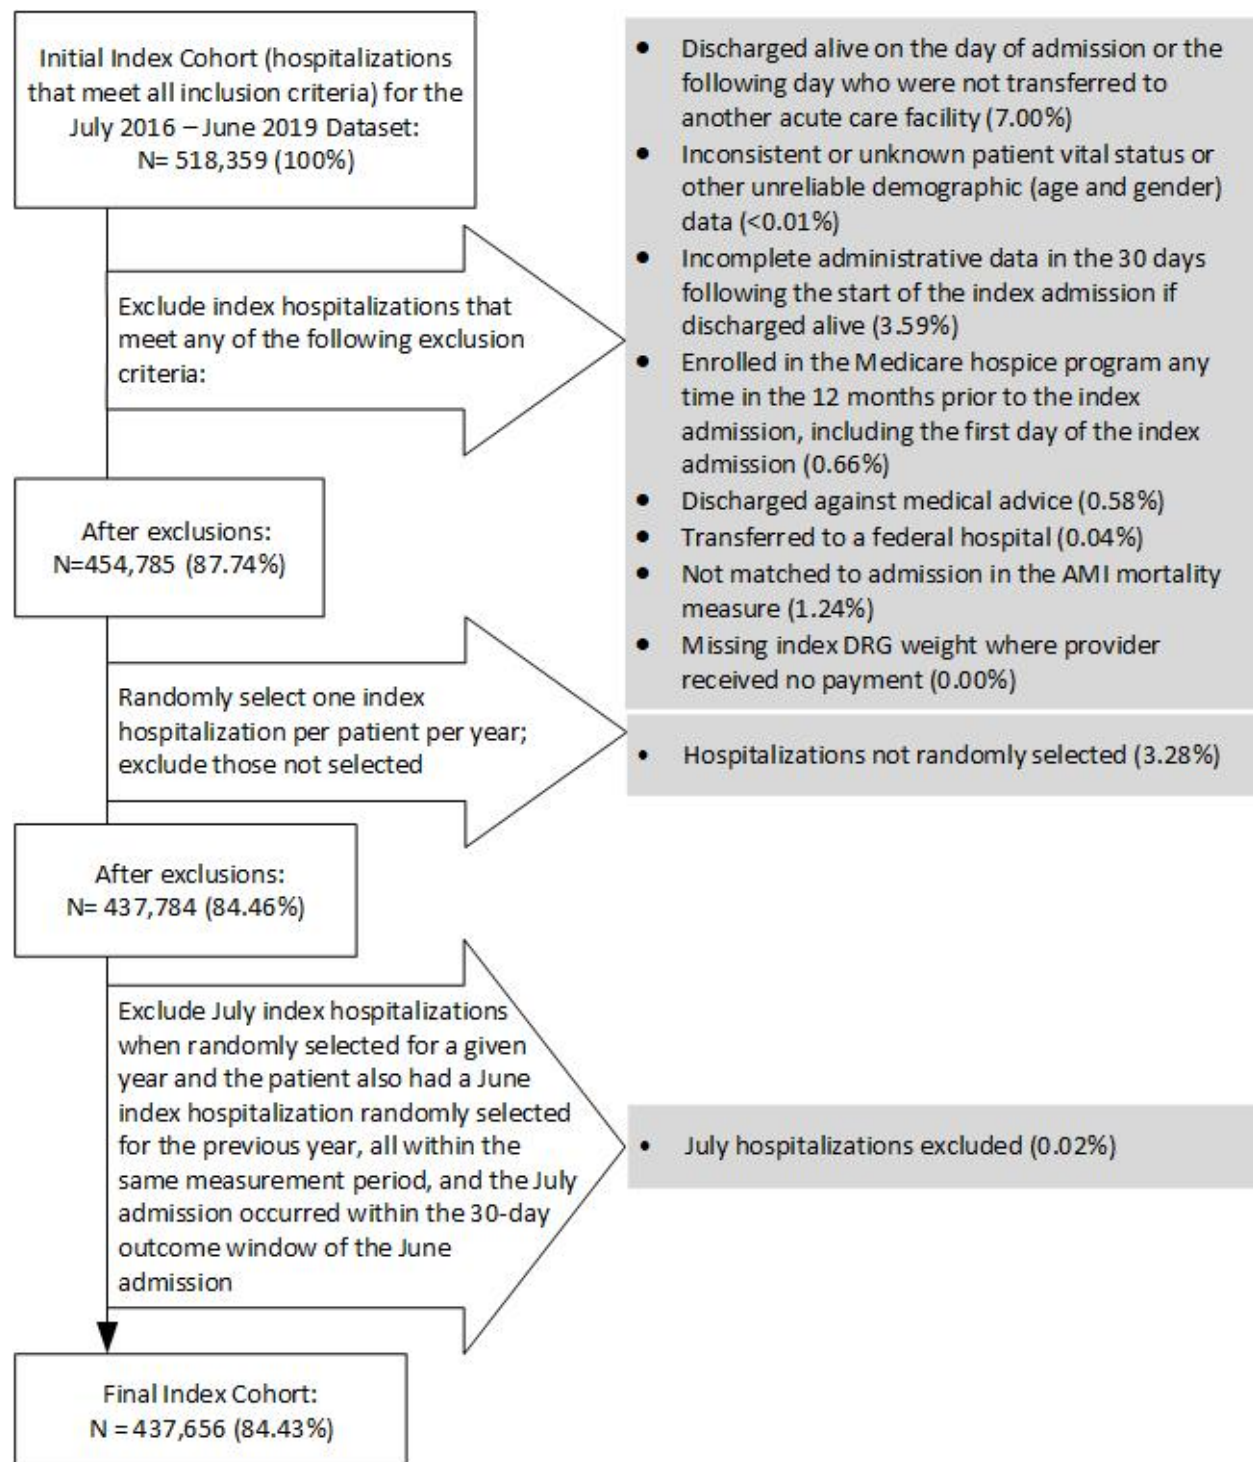 Initial Index Cohort (hospitalizations
that meet all inclusion criteria) for the
July 2016 – June 2019 Dataset:
N= 518,359 (100%)
Exclude index hospitalizations that
meet any of the following exclusion
criteria:
• Discharged alive on the day of admission or the
following day who were not transferred to
another acute care facility (7.00%)
• Inconsistent or unknown patient vital status or
other unreliable demographic (age and gender)
data (<0.01%)
• Incomplete administrative data in the 30 days
following the start of the index admission if
discharged alive (3.59%)
• Enrolled in the Medicare hospice program any
time in the 12 months prior to the index
admission, including the first day of the index
admission (0.66%)
• Discharged against medical advice (0.58%)
• Transferred to a federal hospital (0.04%)
• Not matched to admission in the AMI mortality
measure (1.24%)
• Missing index DRG weight where provider
received no payment (0.00%)
After exclusions:
N=454,785 (87.74%)
Randomly select one index
hospitalization per patient per year;
exclude those not selected
• Hospitalizations not randomly selected (3.28%)
After exclusions:
N= 437,784 (84.46%)
Exclude July index hospitalizations
when randomly selected for a given
year and the patient also had a June
index hospitalization randomly selected
for the previous year, all within the
same measurement period, and the July
admission occurred within the 30-day
outcome window of the June
admission
• July hospitalizations excluded (0.02%)
Final Index Cohort:
N = 437,656 (84.43%)